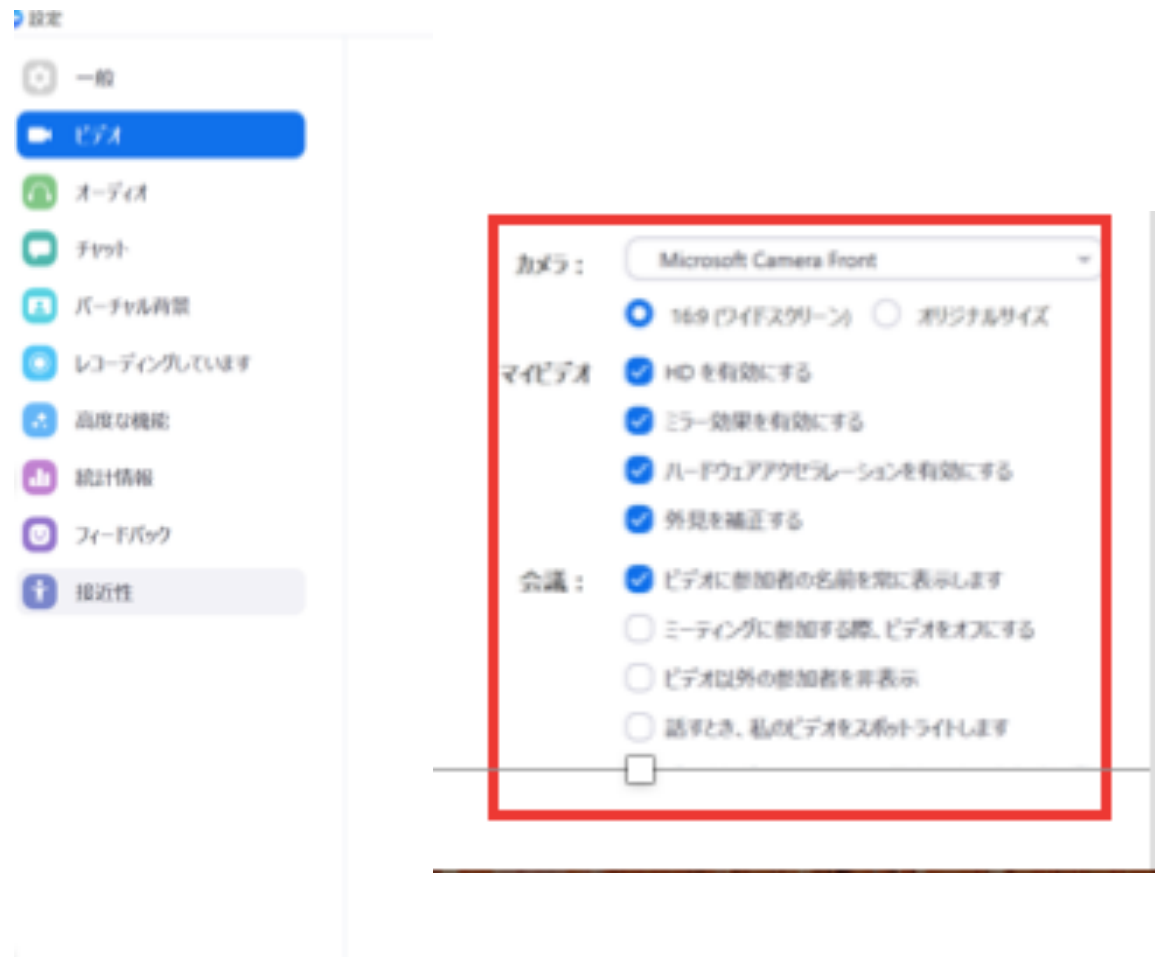 設定
一般
ビデオ
オーディオ
チャット
バーチャル背景
レコーディングしています
高度な機能
統計情報
フィードバック
接近性
カメラ： Microsoft Camera Front
16:9 (ワイドスクリーン) オリジナルサイズ
マイビデオ HD を有効にする
ミラー効果を有効にする
ハードウェアアクセラレーションを有効にする
外見を補正する
会議： ビデオに参加者の名前を常に表示します
ミーティングに参加する際、ビデオをオフにする
ビデオ以外の参加者を非表示
話すとき、私のビデオをスポットライトします